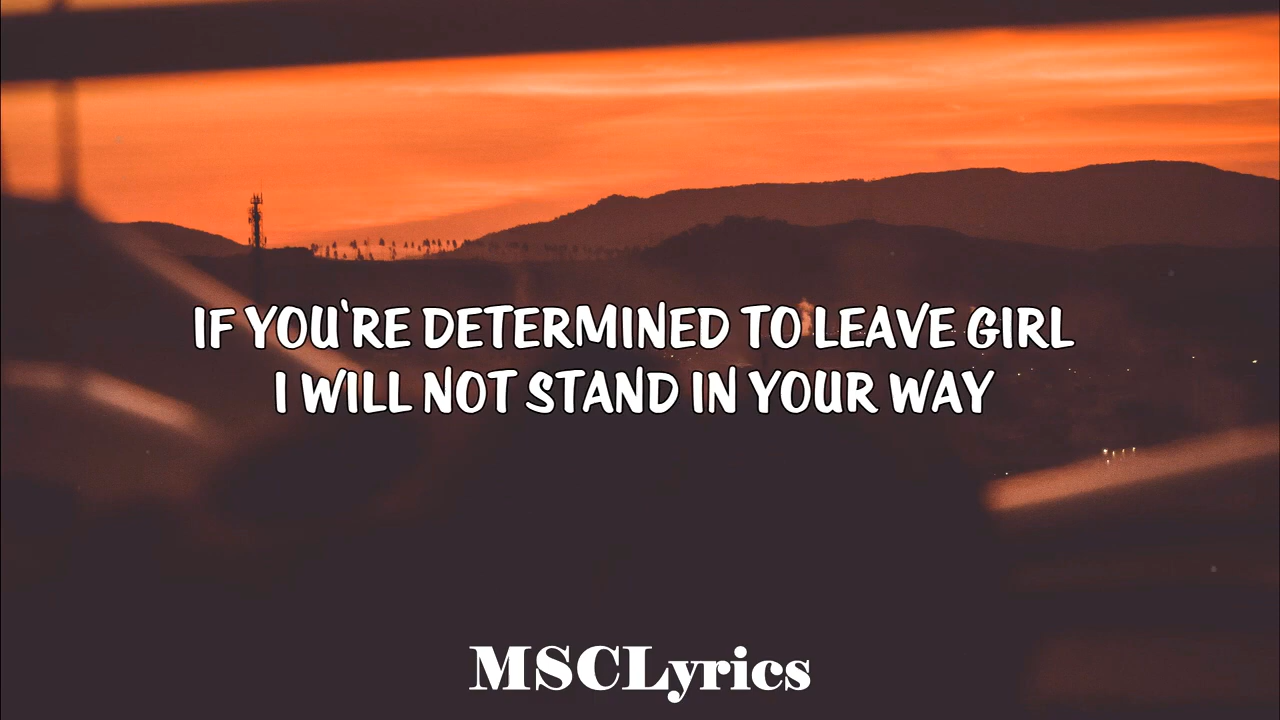 IF YOU'RE DETERMINED TO LEAVE GIRL
I WILL NOT STAND IN YOUR WAY
MSCLyrics